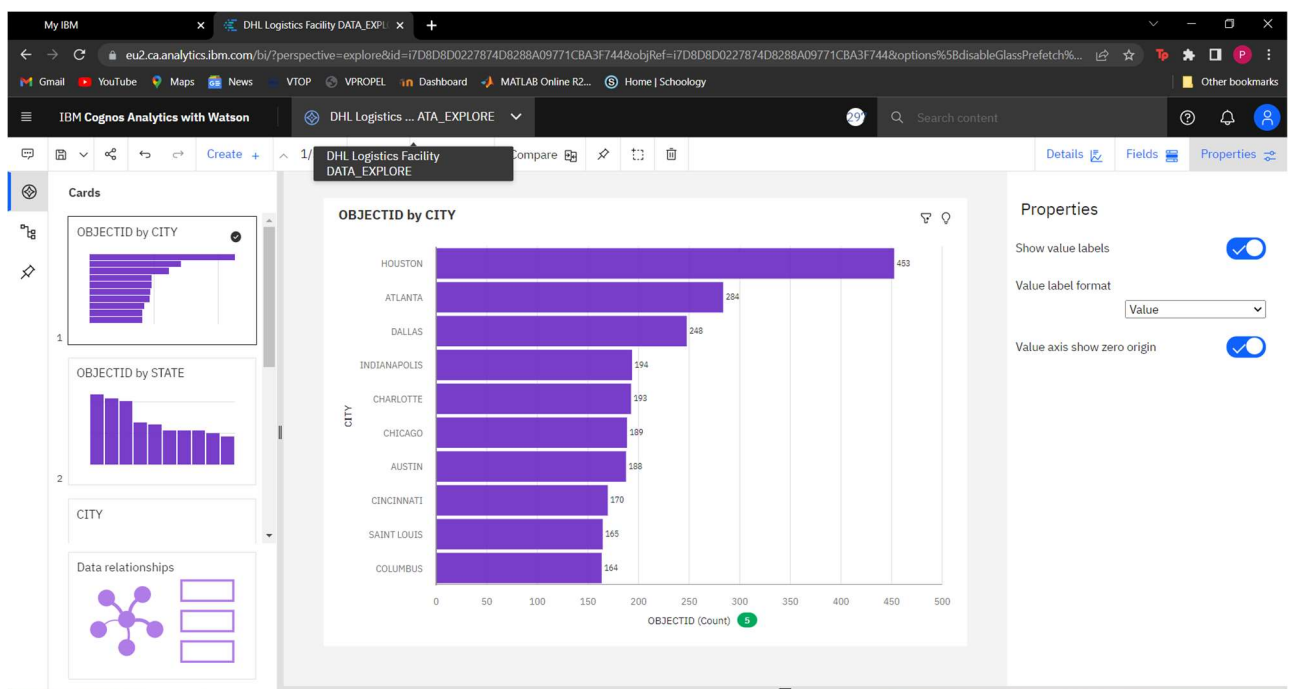 My IBM
DHL Logistics Facility DATA_EXPL
eu2.ca.analytics.ibm.com/bi/?perspective=explore&id=i7D8D8D0227874D8288A09771CBA3F744&objRef=i7D8D8D0227874D8288A09771CBA3F744&options%5BdisableGlassPrefetch%...
Gmail YouTube Maps News VTOP VPROPEL Dashboard MATLAB Online R2... Home | Schoology Other bookmarks
IBM Cognos Analytics with Watson
DHL Logistics ... ATA_EXPLORE
29
Search content
Create + 1/ Compare
DHL Logistics Facility
DATA_EXPLORE
Details Fields Properties
Cards
OBJECTID by CITY
1
OBJECTID by STATE
2
CITY
Data relationships
OBJECTID by CITY
CITY
HOUSTON 453
ATLANTA 284
DALLAS 248
INDIANAPOLIS 194
CHARLOTTE 193
CHICAGO 189
AUSTIN 188
CINCINNATI 170
SAINT LOUIS 165
COLUMBUS 164
0 50 100 150 200 250 300 350 400 450 500
OBJECTID (Count) 5
Properties
Show value labels
Value label format
Value
Value axis show zero origin